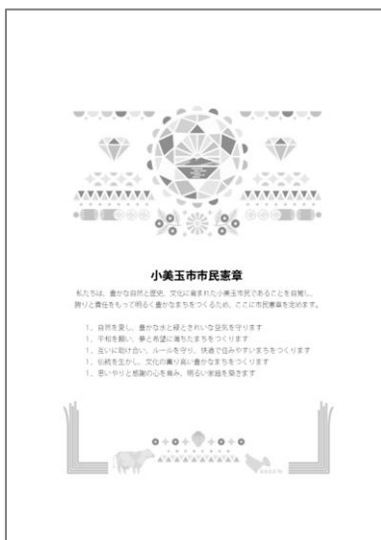 小美玉市市民憲章
私たちは、豊かな自然と歴史、文化に育まれた小美玉市民であることを自覚し、
誇りと責任をもって明るく豊かなまちをつくるため、ここに市民憲章を定めます。
1、自然を愛し、豊かな水と緑ときれいな空気を守ります
1、平和を願い、夢と希望に満ちたまちをつくります
1、互いに助け合い、ルールを守り、快適で住みやすいまちをつくります
1、伝統を生かし、文化の薫り高い豊かなまちをつくります
1、思いやりと感謝の心を育み、明るい家庭を築きます